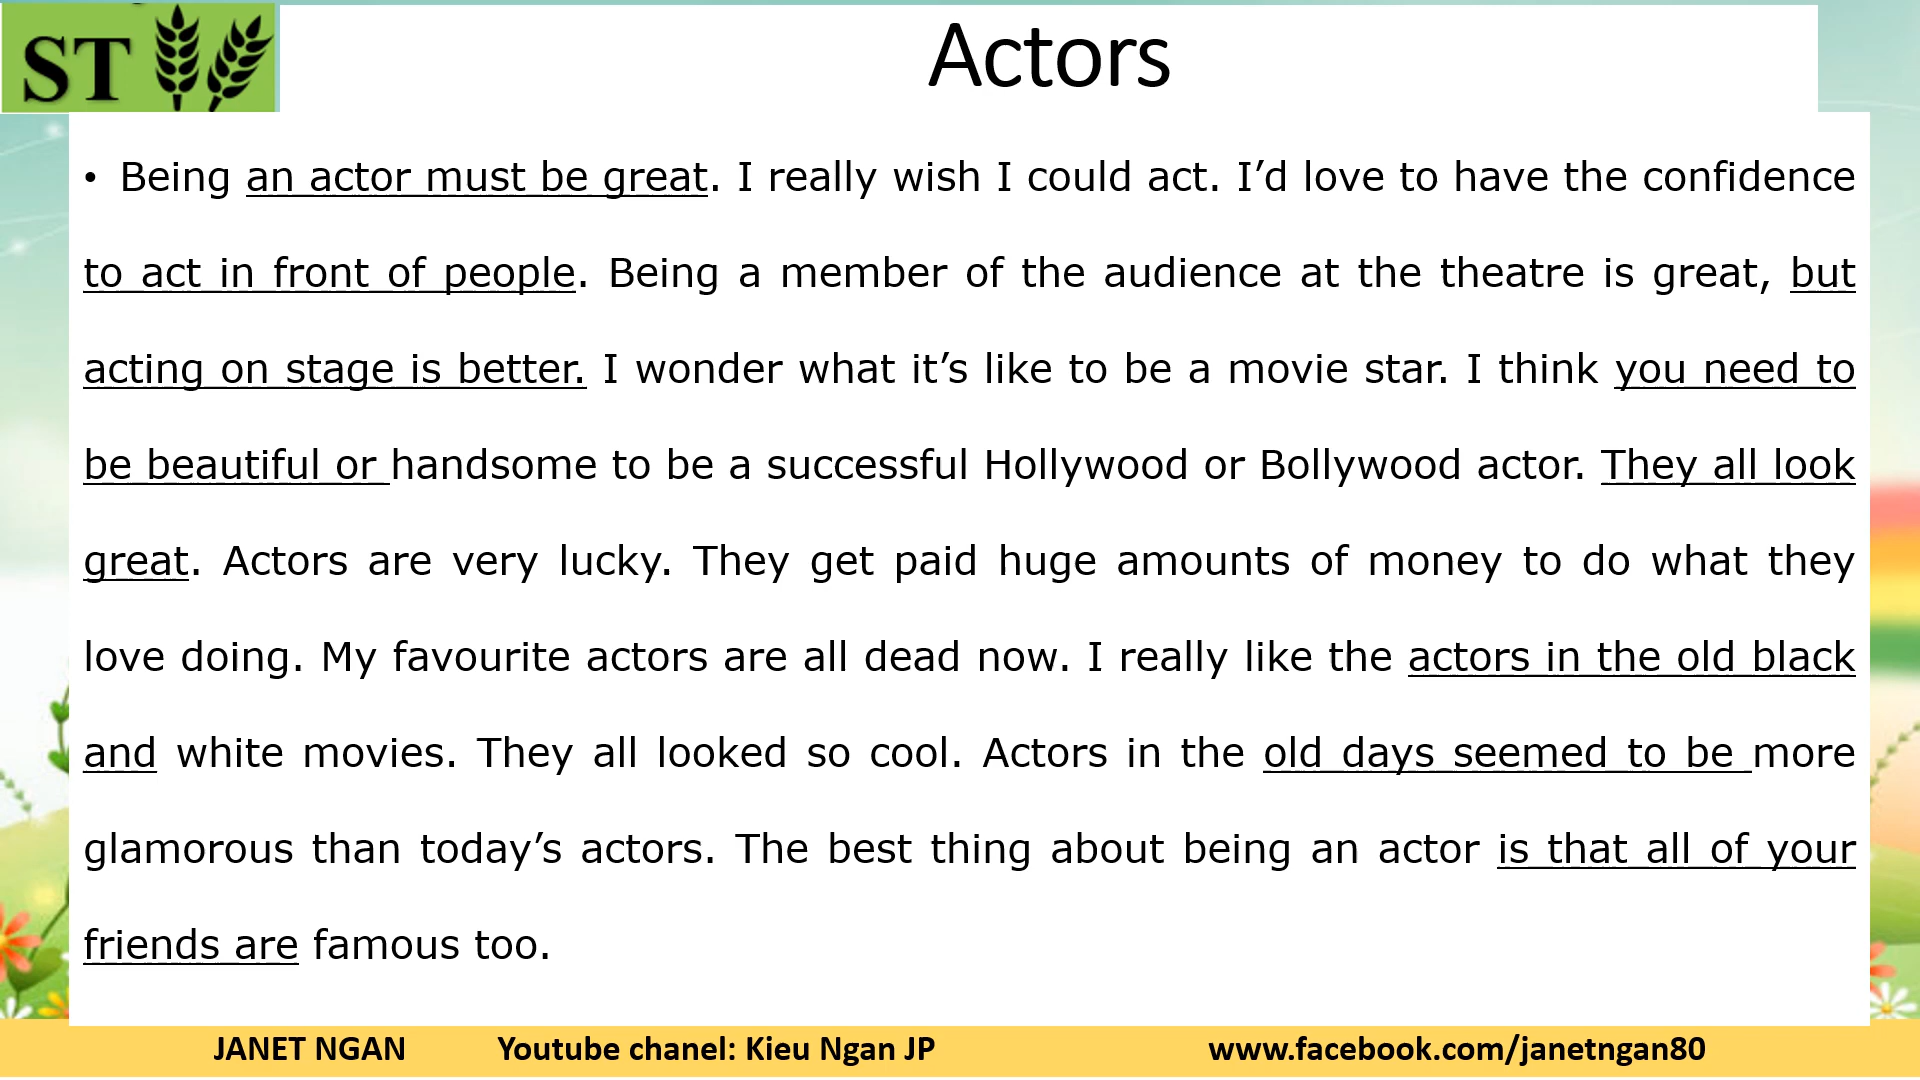 ST
Actors
• Being an actor must be great. I really wish I could act. I’d love to have the confidence
to act in front of people. Being a member of the audience at the theatre is great, but
acting on stage is better. I wonder what it’s like to be a movie star. I think you need to
be beautiful or handsome to be a successful Hollywood or Bollywood actor. They all look
great. Actors are very lucky. They get paid huge amounts of money to do what they
love doing. My favourite actors are all dead now. I really like the actors in the old black
and white movies. They all looked so cool. Actors in the old days seemed to be more
glamorous than today’s actors. The best thing about being an actor is that all of your
friends are famous too.
JANET NGAN Youtube chanel: Kieu Ngan JP www.facebook.com/janetngan80